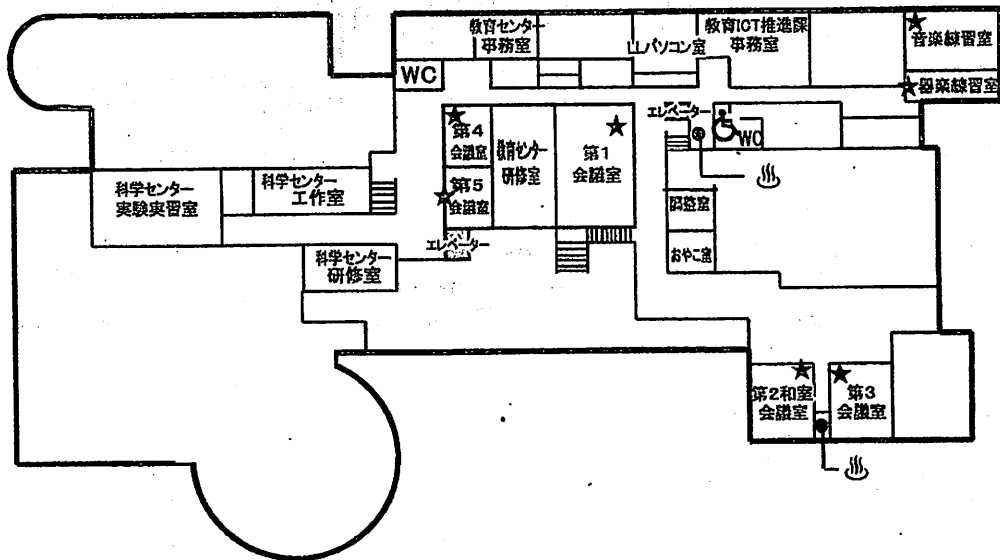 教育センター
事務室
LLパソコン室
教育ICT推進課
事務室
音楽練習室
器楽練習室
WC
第4
会議室
第5
会議室
教育センター
研修室
第1
会議室
エレベーター
WC
調整室
おやこ室
科学センター
実験実習室
科学センター
工作室
エレベーター
科学センター
研修室
第2和室
会議室
第3
会議室